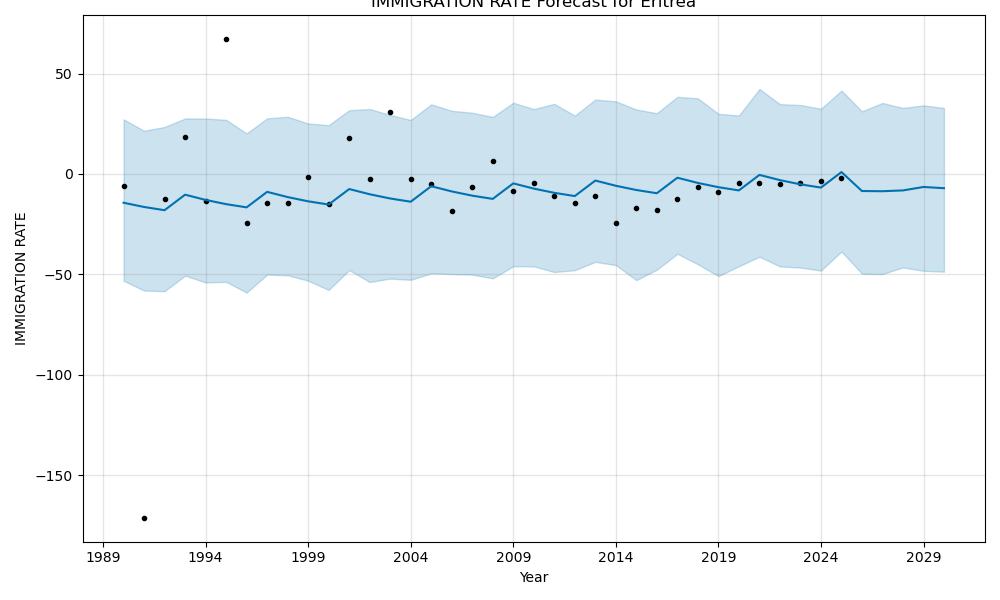 IMMIGRATION RATE Forecast for Eritrea
IMMIGRATION RATE
50
0
−50
−100
−150
1989 1994 1999 2004 2009 2014 2019 2024 2029
Year